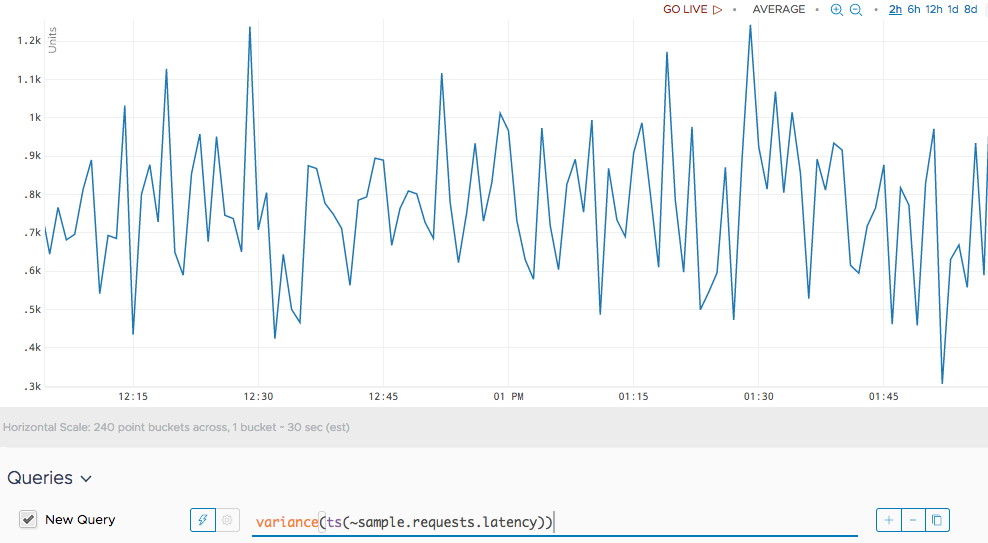 GO LIVE ▷ • AVERAGE • • 2h 6h 12h 1d 8d
Units
1.2k
1.1k
1k
.9k
.8k
.7k
.6k
.5k
.4k
.3k
12:15 12:30 12:45 01 PM 01:15 01:30 01:45
Horizontal Scale: 240 point buckets across, 1 bucket ~ 30 sec (est)
Queries
New Query variance(ts(~sample.requests.latency))